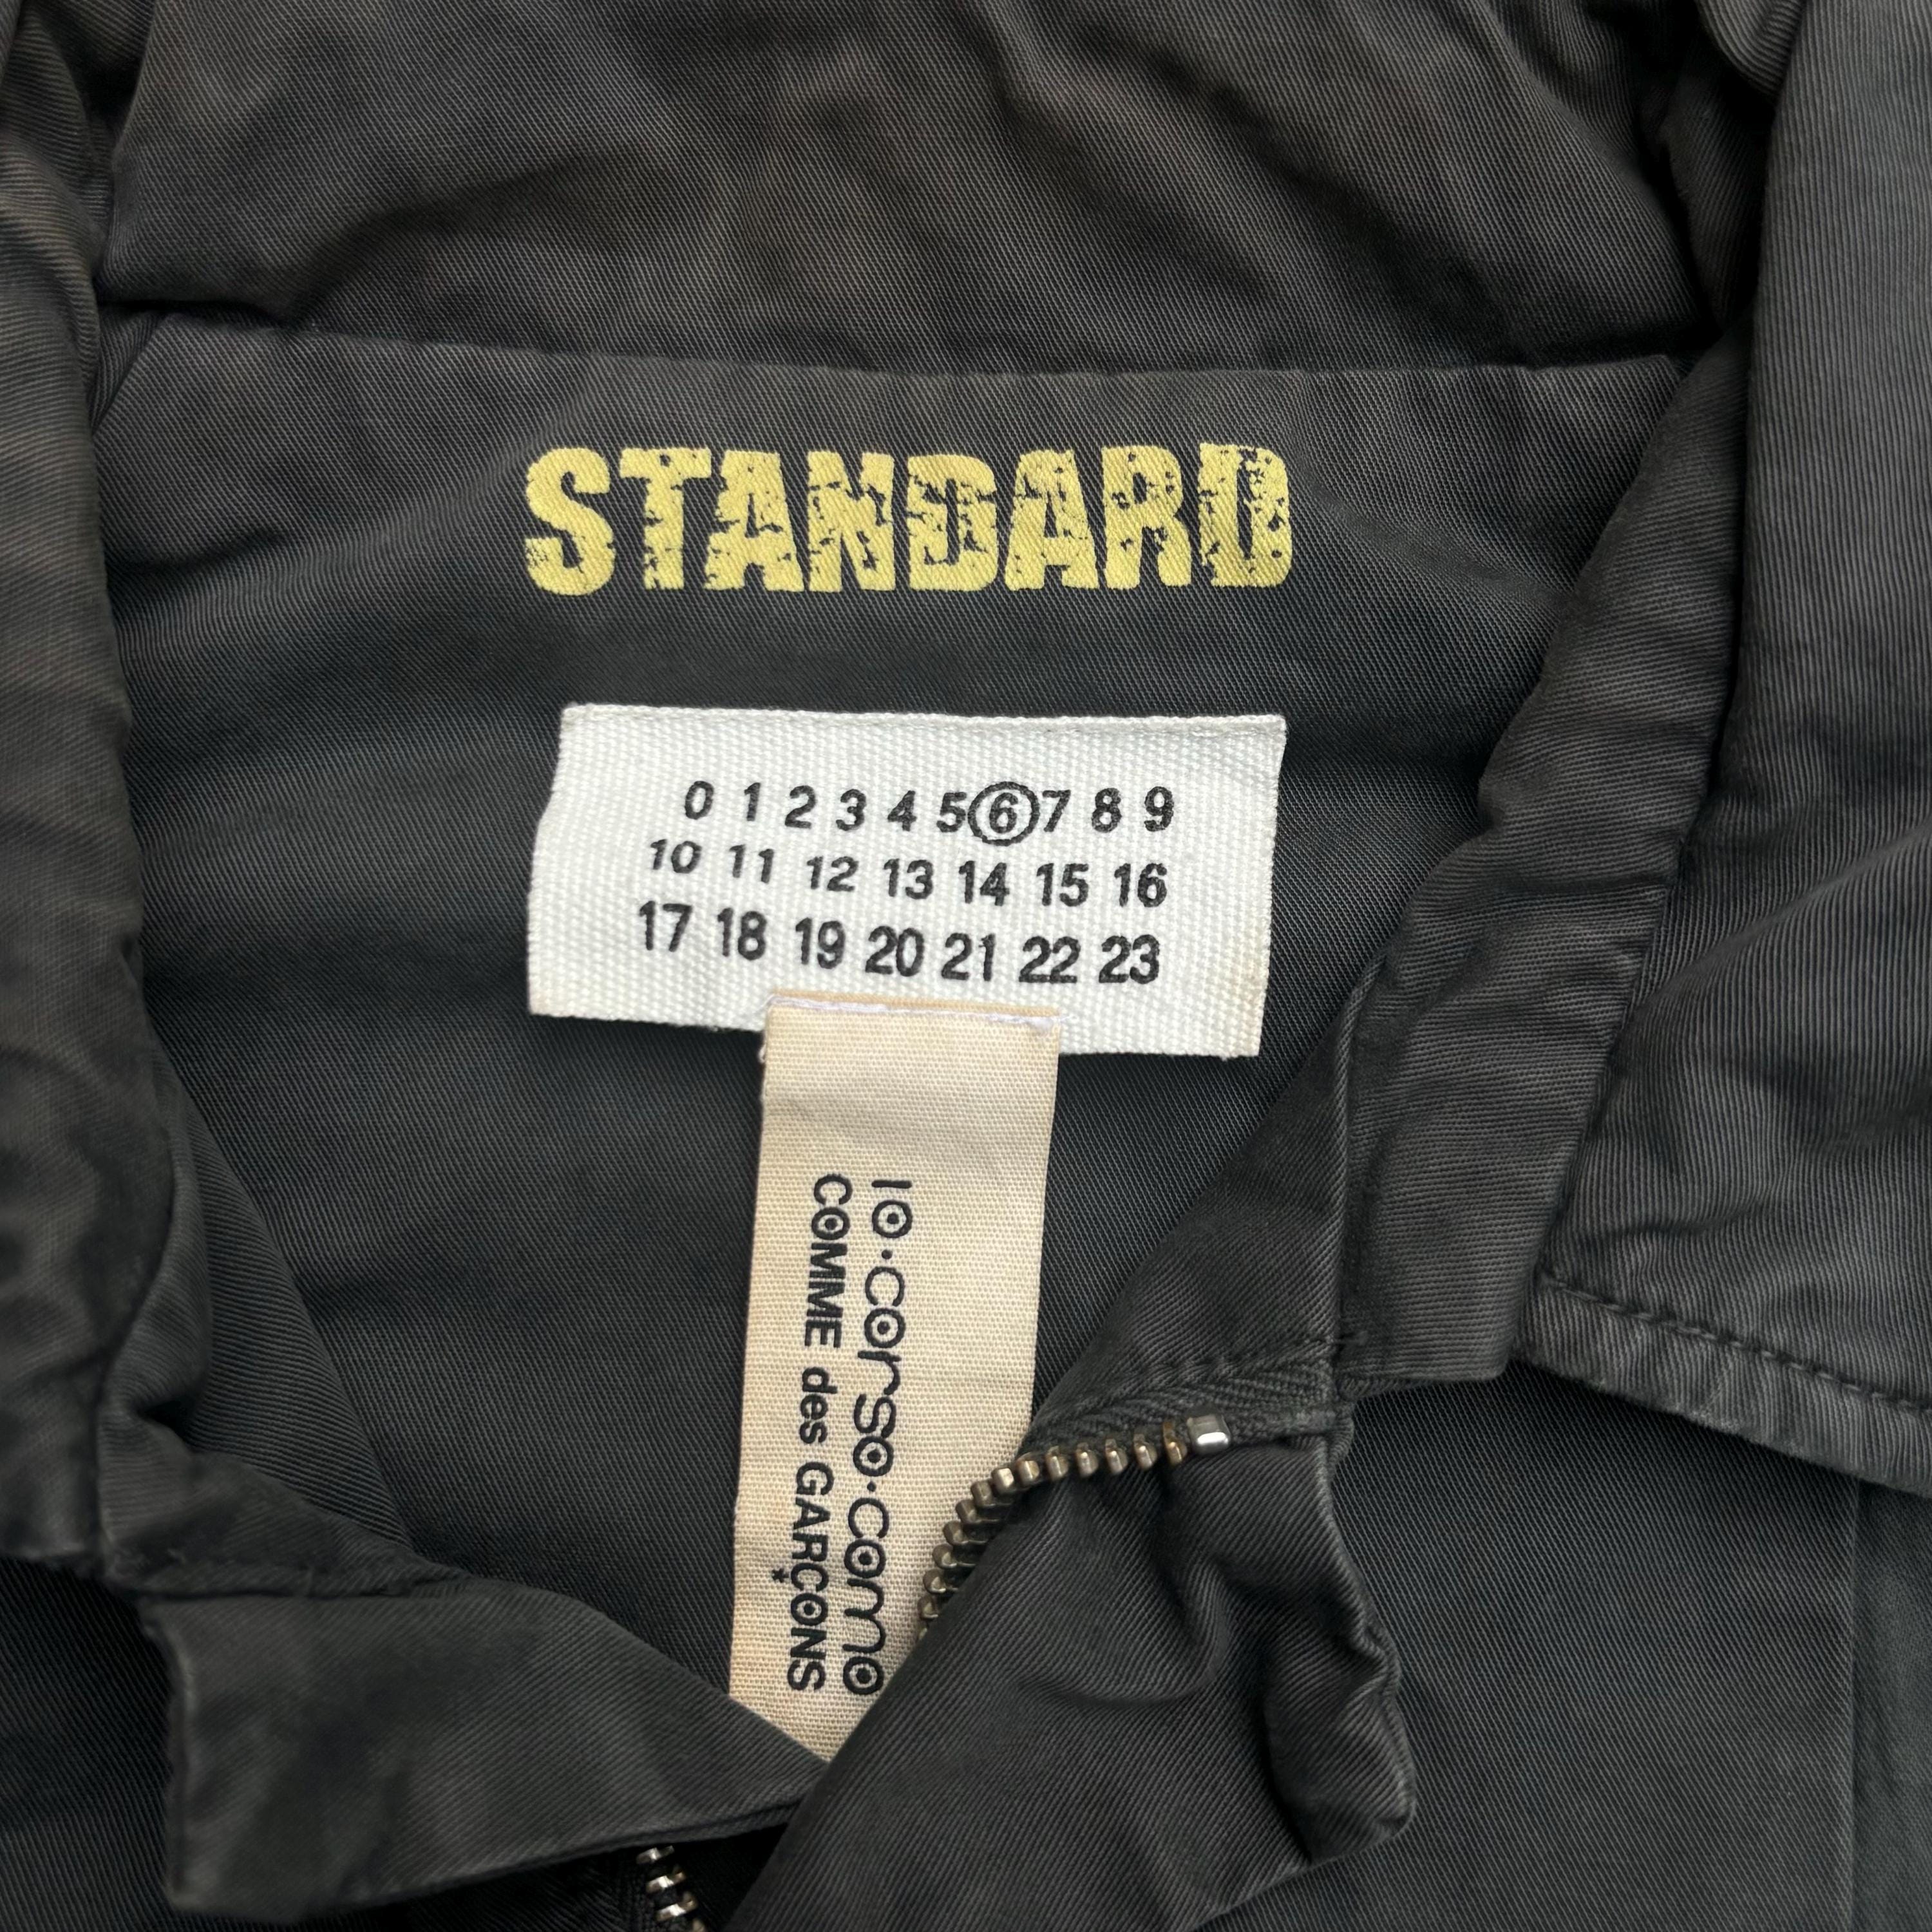 STANDARD
0 1 2 3 4 5 6 7 8 9
10 11 12 13 14 15 16
17 18 19 20 21 22 23
10·corso·como
COMME des GARÇONS